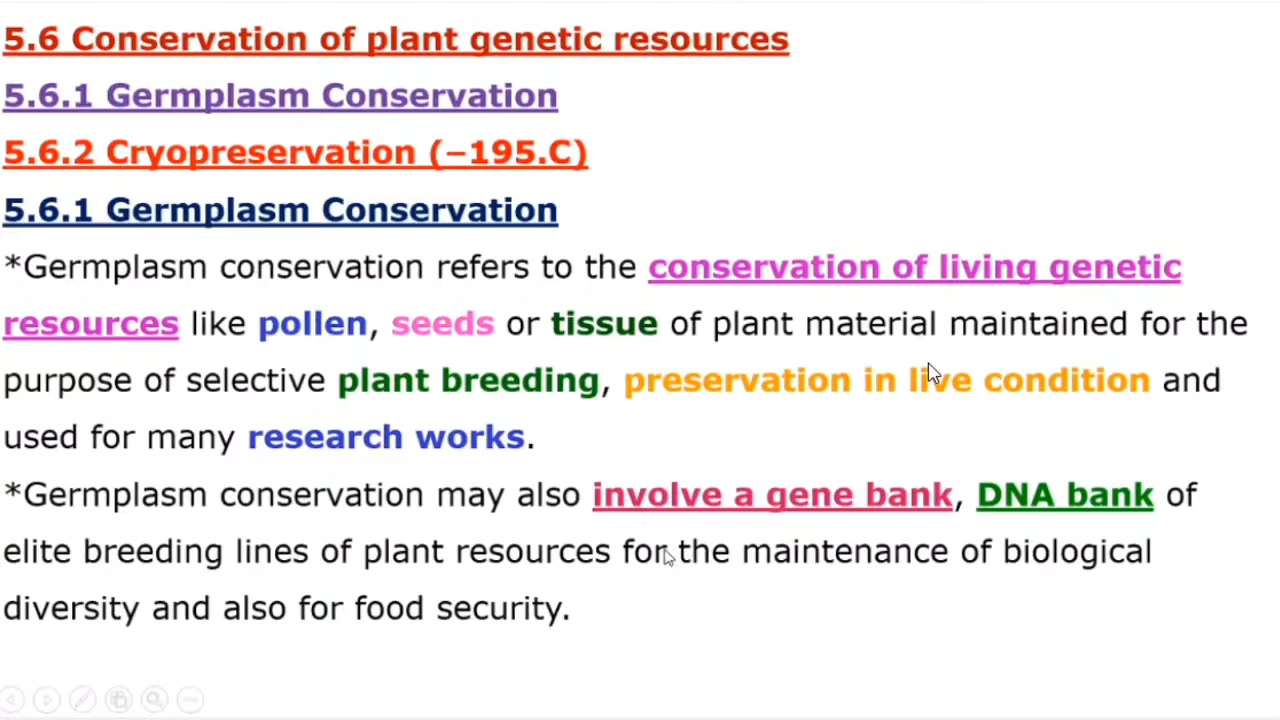 5.6 Conservation of plant genetic resources
5.6.1 Germplasm Conservation
5.6.2 Cryopreservation (–195.C)
5.6.1 Germplasm Conservation
*Germplasm conservation refers to the conservation of living genetic
resources like pollen, seeds or tissue of plant material maintained for the
purpose of selective plant breeding, preservation in live condition and
used for many research works.
*Germplasm conservation may also involve a gene bank, DNA bank of
elite breeding lines of plant resources for the maintenance of biological
diversity and also for food security.